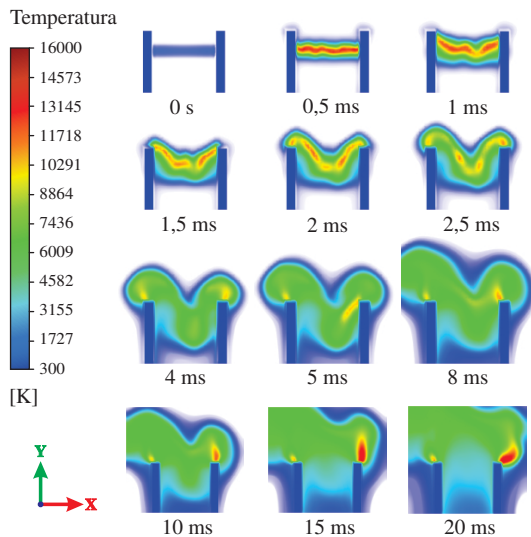 Temperatura
16000
14573
13145
11718
10291
8864
7436
6009
4582
3155
1727
300
[K]
0 s
0,5 ms
1 ms
1,5 ms
2 ms
2,5 ms
4 ms
5 ms
8 ms
10 ms
15 ms
20 ms
Y
X